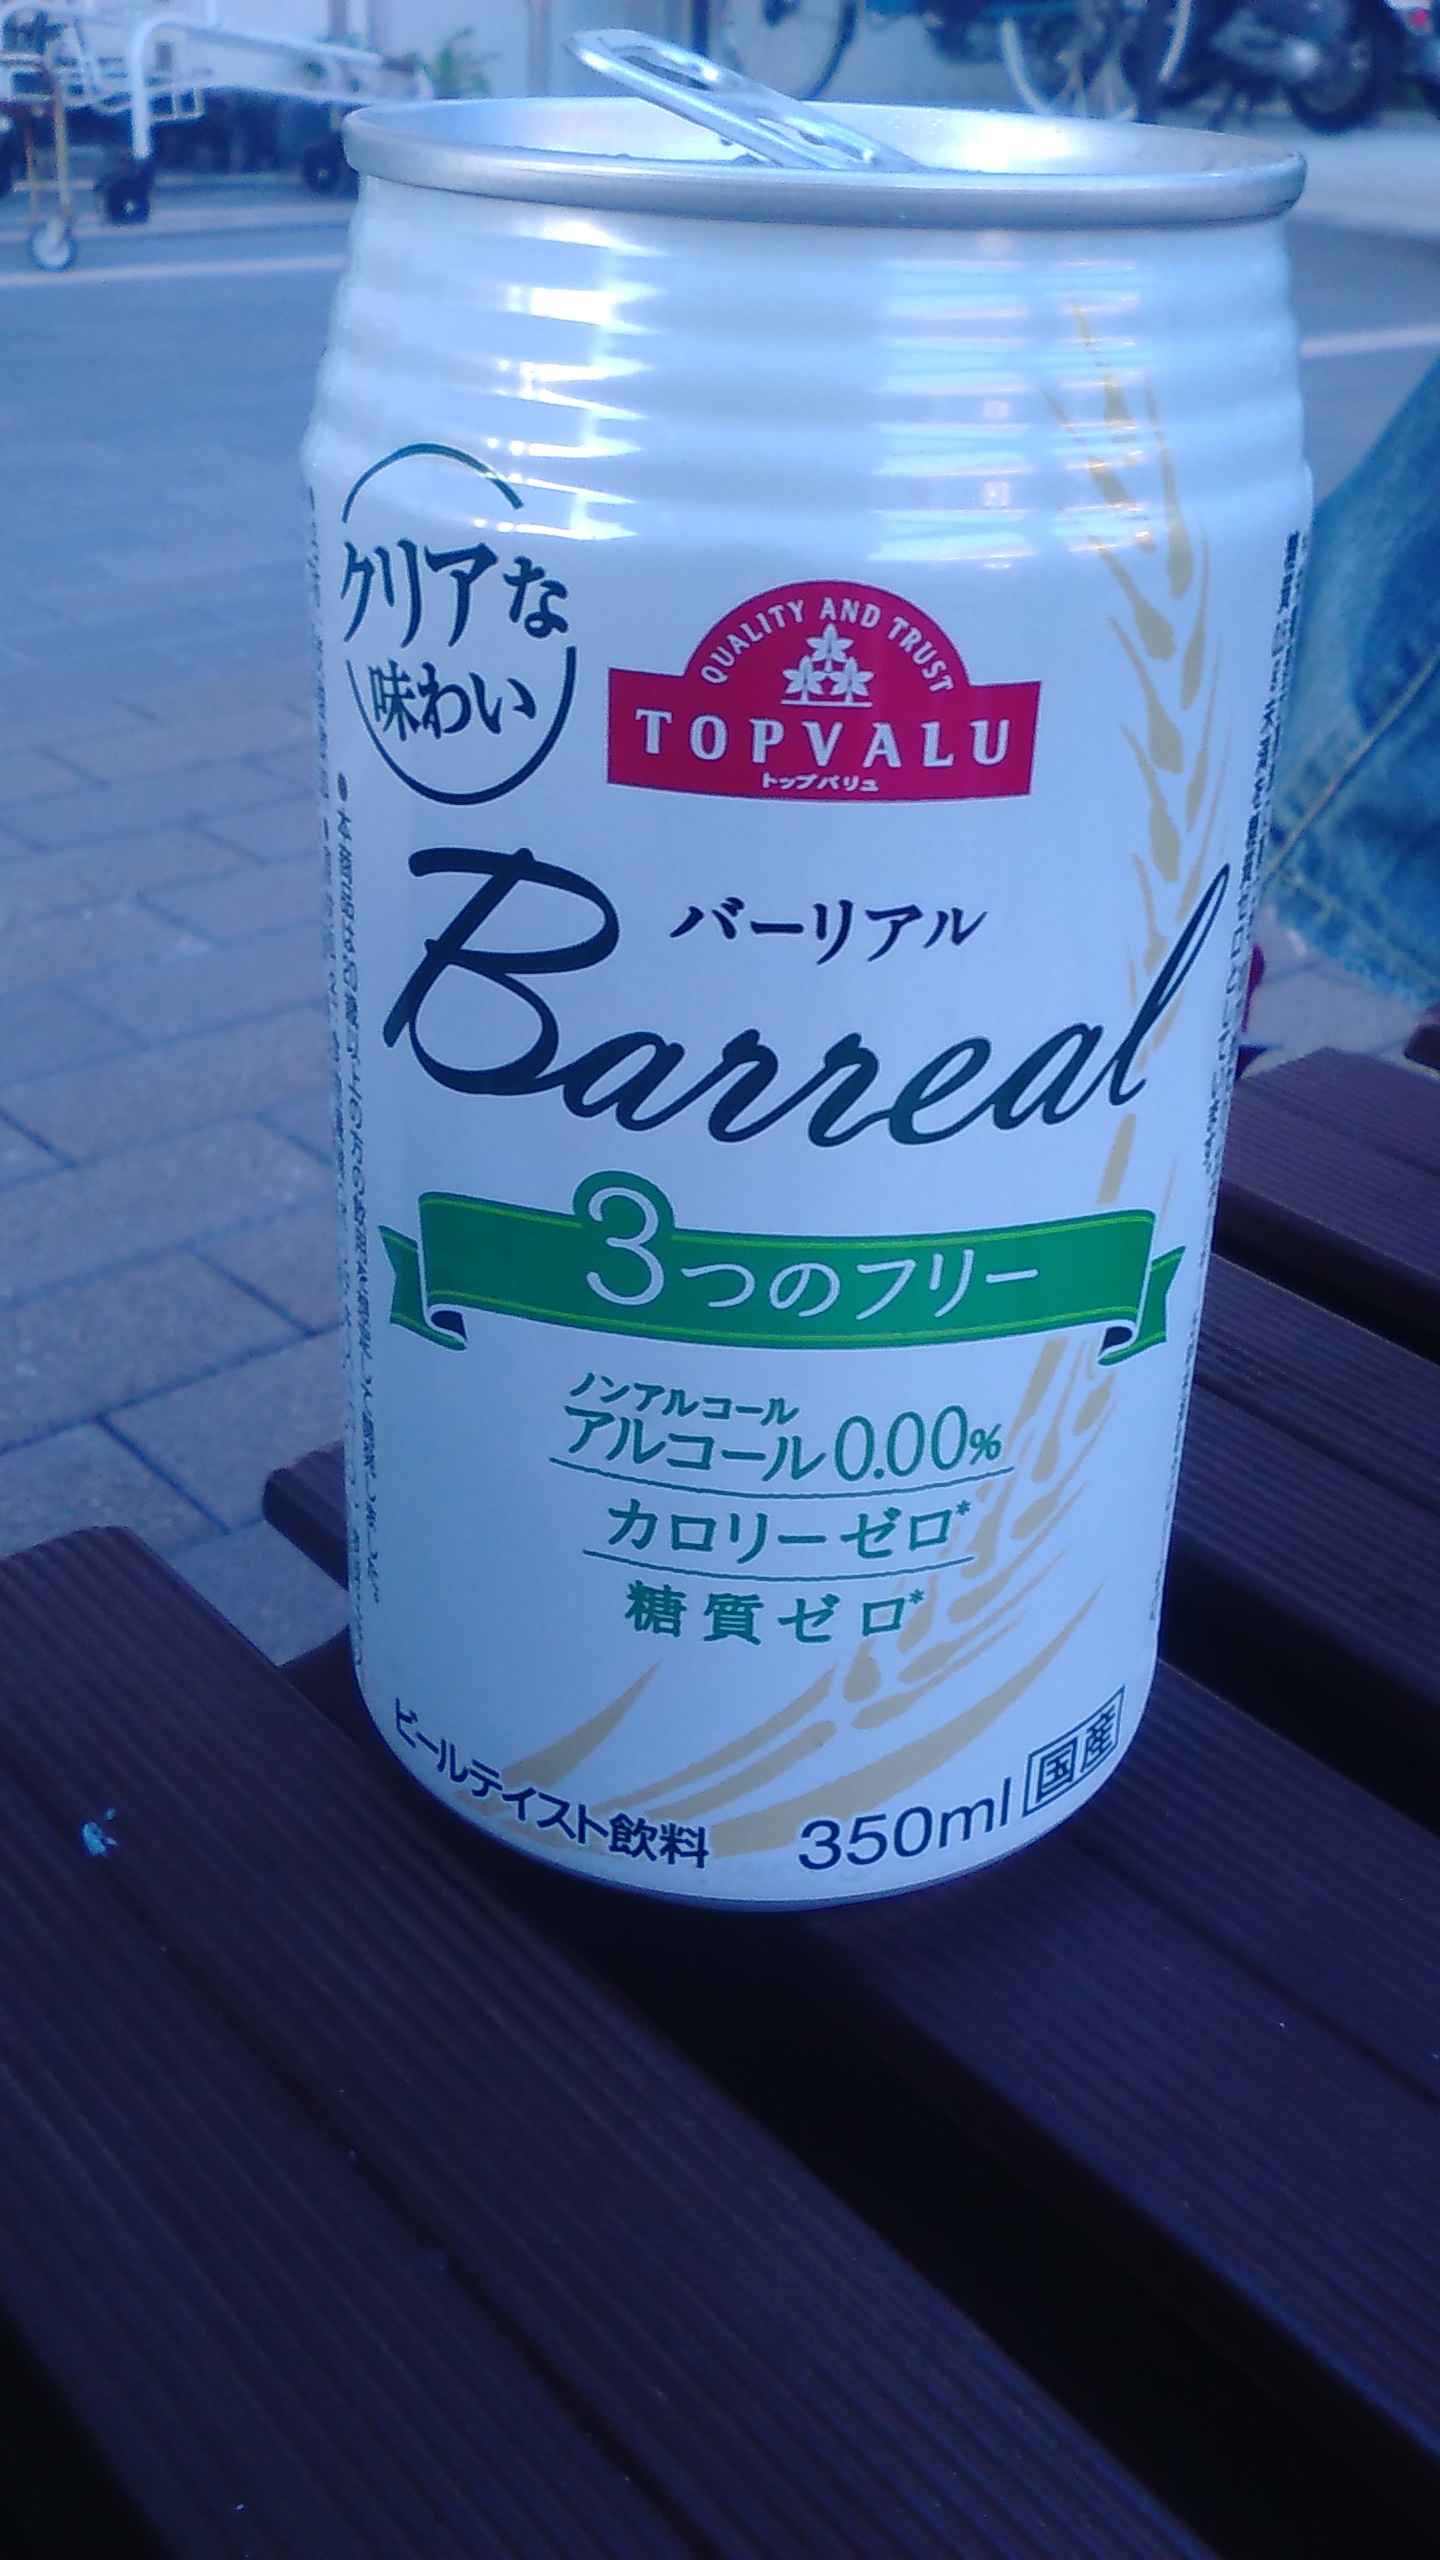 クリアな
味わい
QUALITY AND TRUST
TOPVALU
トップバリュ
バーリアル
Barreal
3つのフリー
ノンアルコール
アルコール0.00%
カロリーゼロ*
糖質ゼロ*
ビールテイスト飲料
350ml 国産